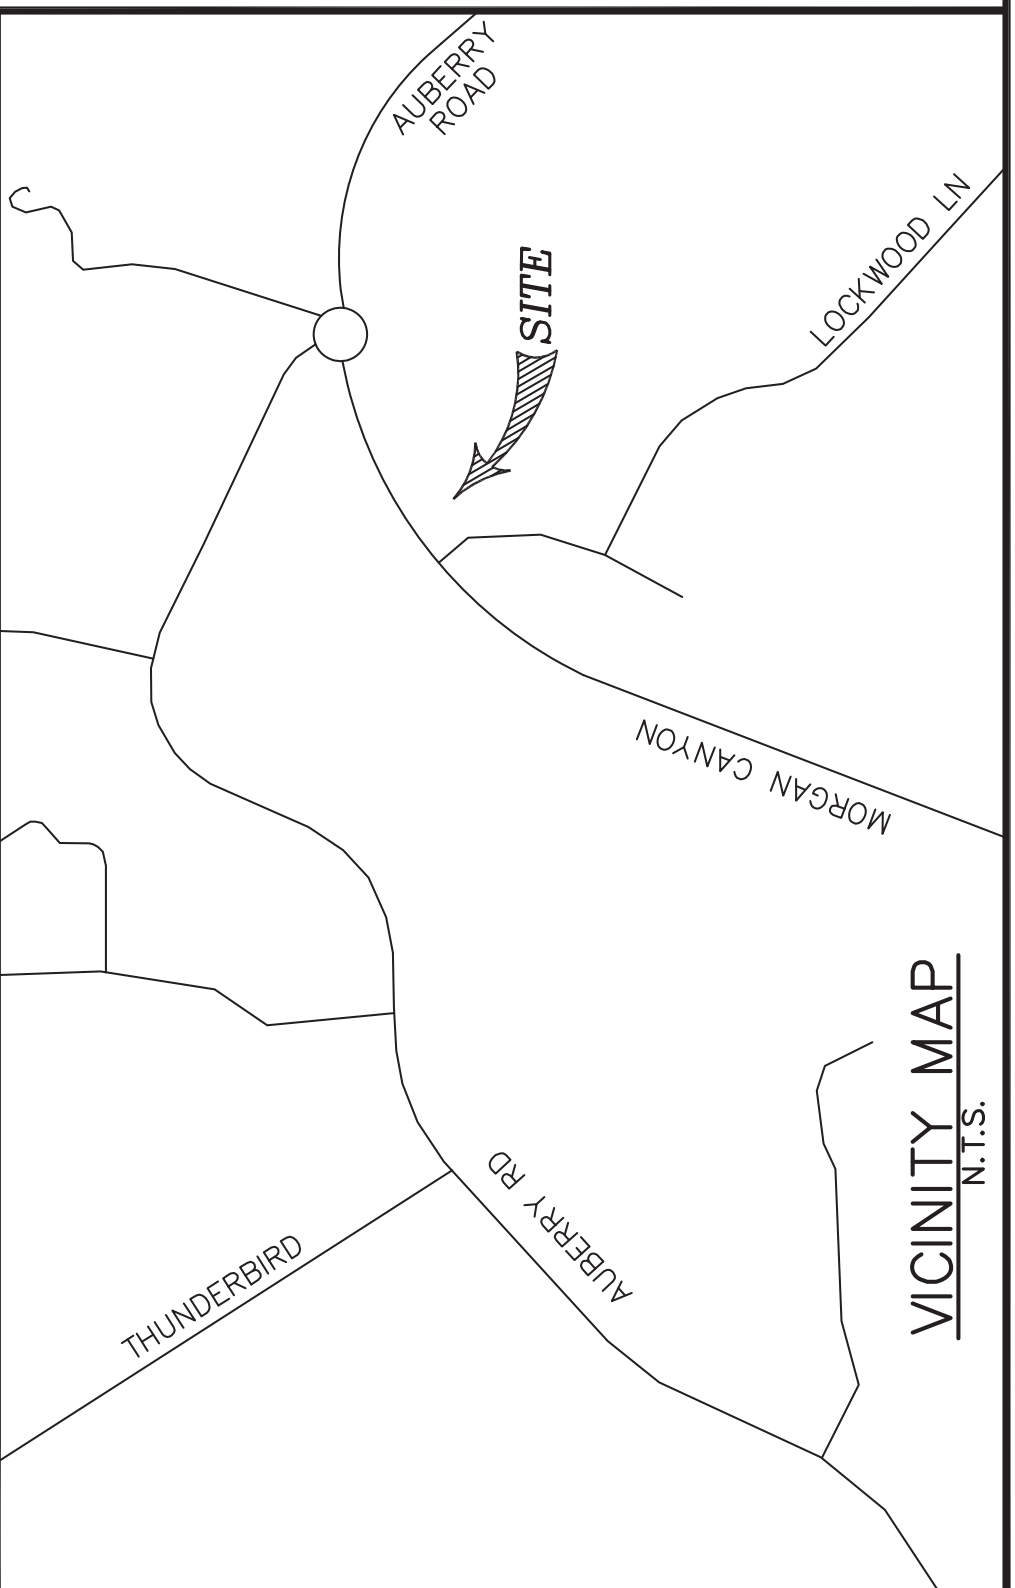 AUBERRY
ROAD
LOCKWOOD LN
SITE
MORGAN CANYON
AUBERRY RD
THUNDERBIRD
VICINITY MAP
N.T.S.